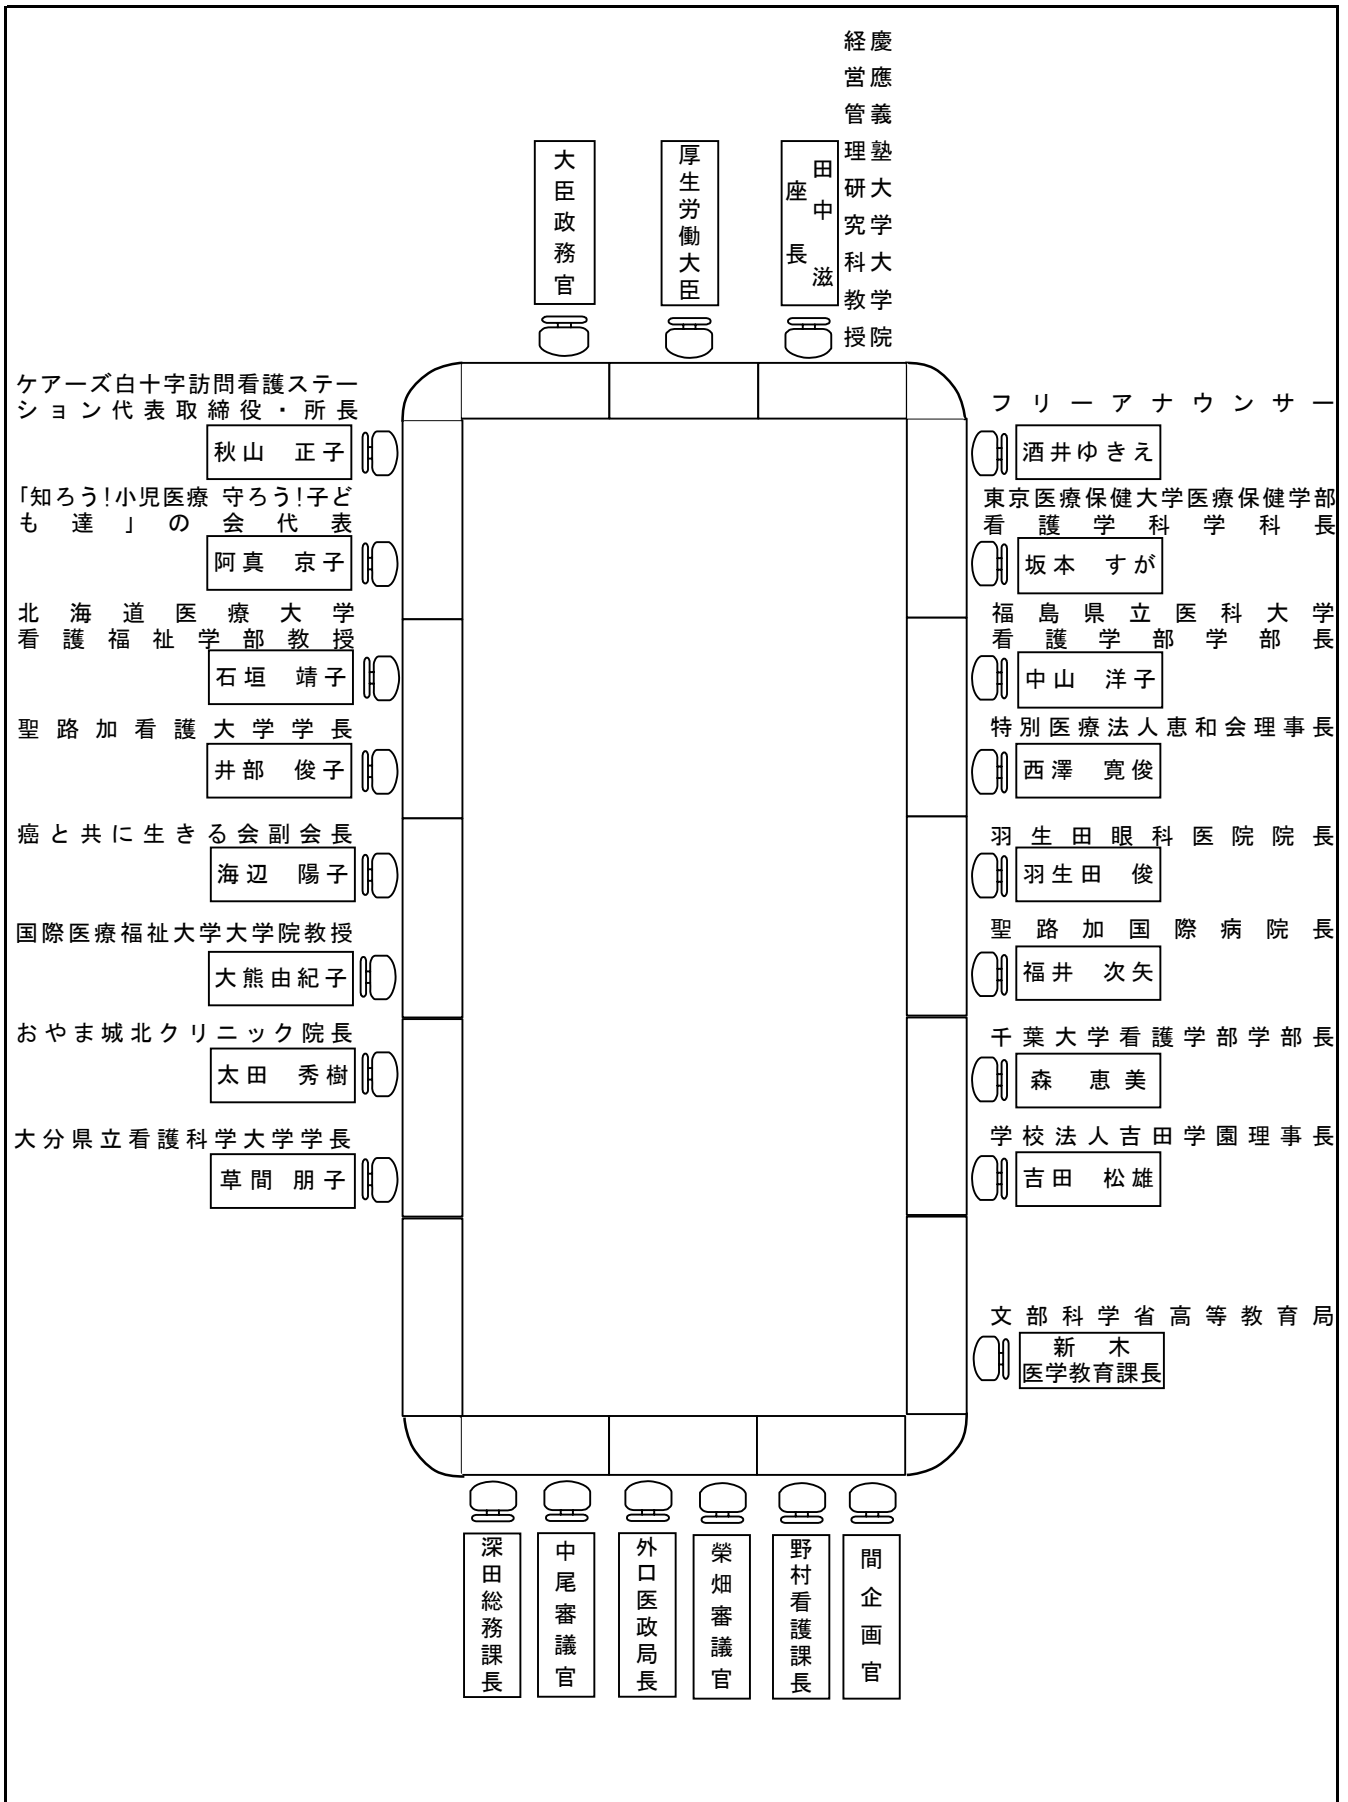 大臣政務官
厚生労働大臣
慶應義塾大学大学院
経営管理研究科教授
田中 滋
座長
ケアーズ白十字訪問看護ステー
ション代表取締役・所長
秋山 正子
「知ろう!小児医療 守ろう!子ど
も達」の会代表
阿真 京子
北海道医療大学
看護福祉学部教授
石垣 靖子
聖路加看護大学学長
井部 俊子
癌と共に生きる会副会長
海辺 陽子
国際医療福祉大学大学院教授
大熊由紀子
おやま城北クリニック院長
太田 秀樹
大分県立看護科学大学学長
草間 朋子
フリーアナウンサー
酒井ゆきえ
東京医療保健大学医療保健学部
看護学科学科長
坂本 すが
福島県立医科大学
看護学部学部長
中山 洋子
特別医療法人恵和会理事長
西澤 寛俊
羽生田眼科医院院長
羽生田 俊
聖路加国際病院長
福井 次矢
千葉大学看護学部学部長
森 恵美
学校法人吉田学園理事長
吉田 松雄
文部科学省高等教育局
新木
医学教育課長
深田総務課長
中尾審議官
外口医政局長
榮畑審議官
野村看護課長
間企画官